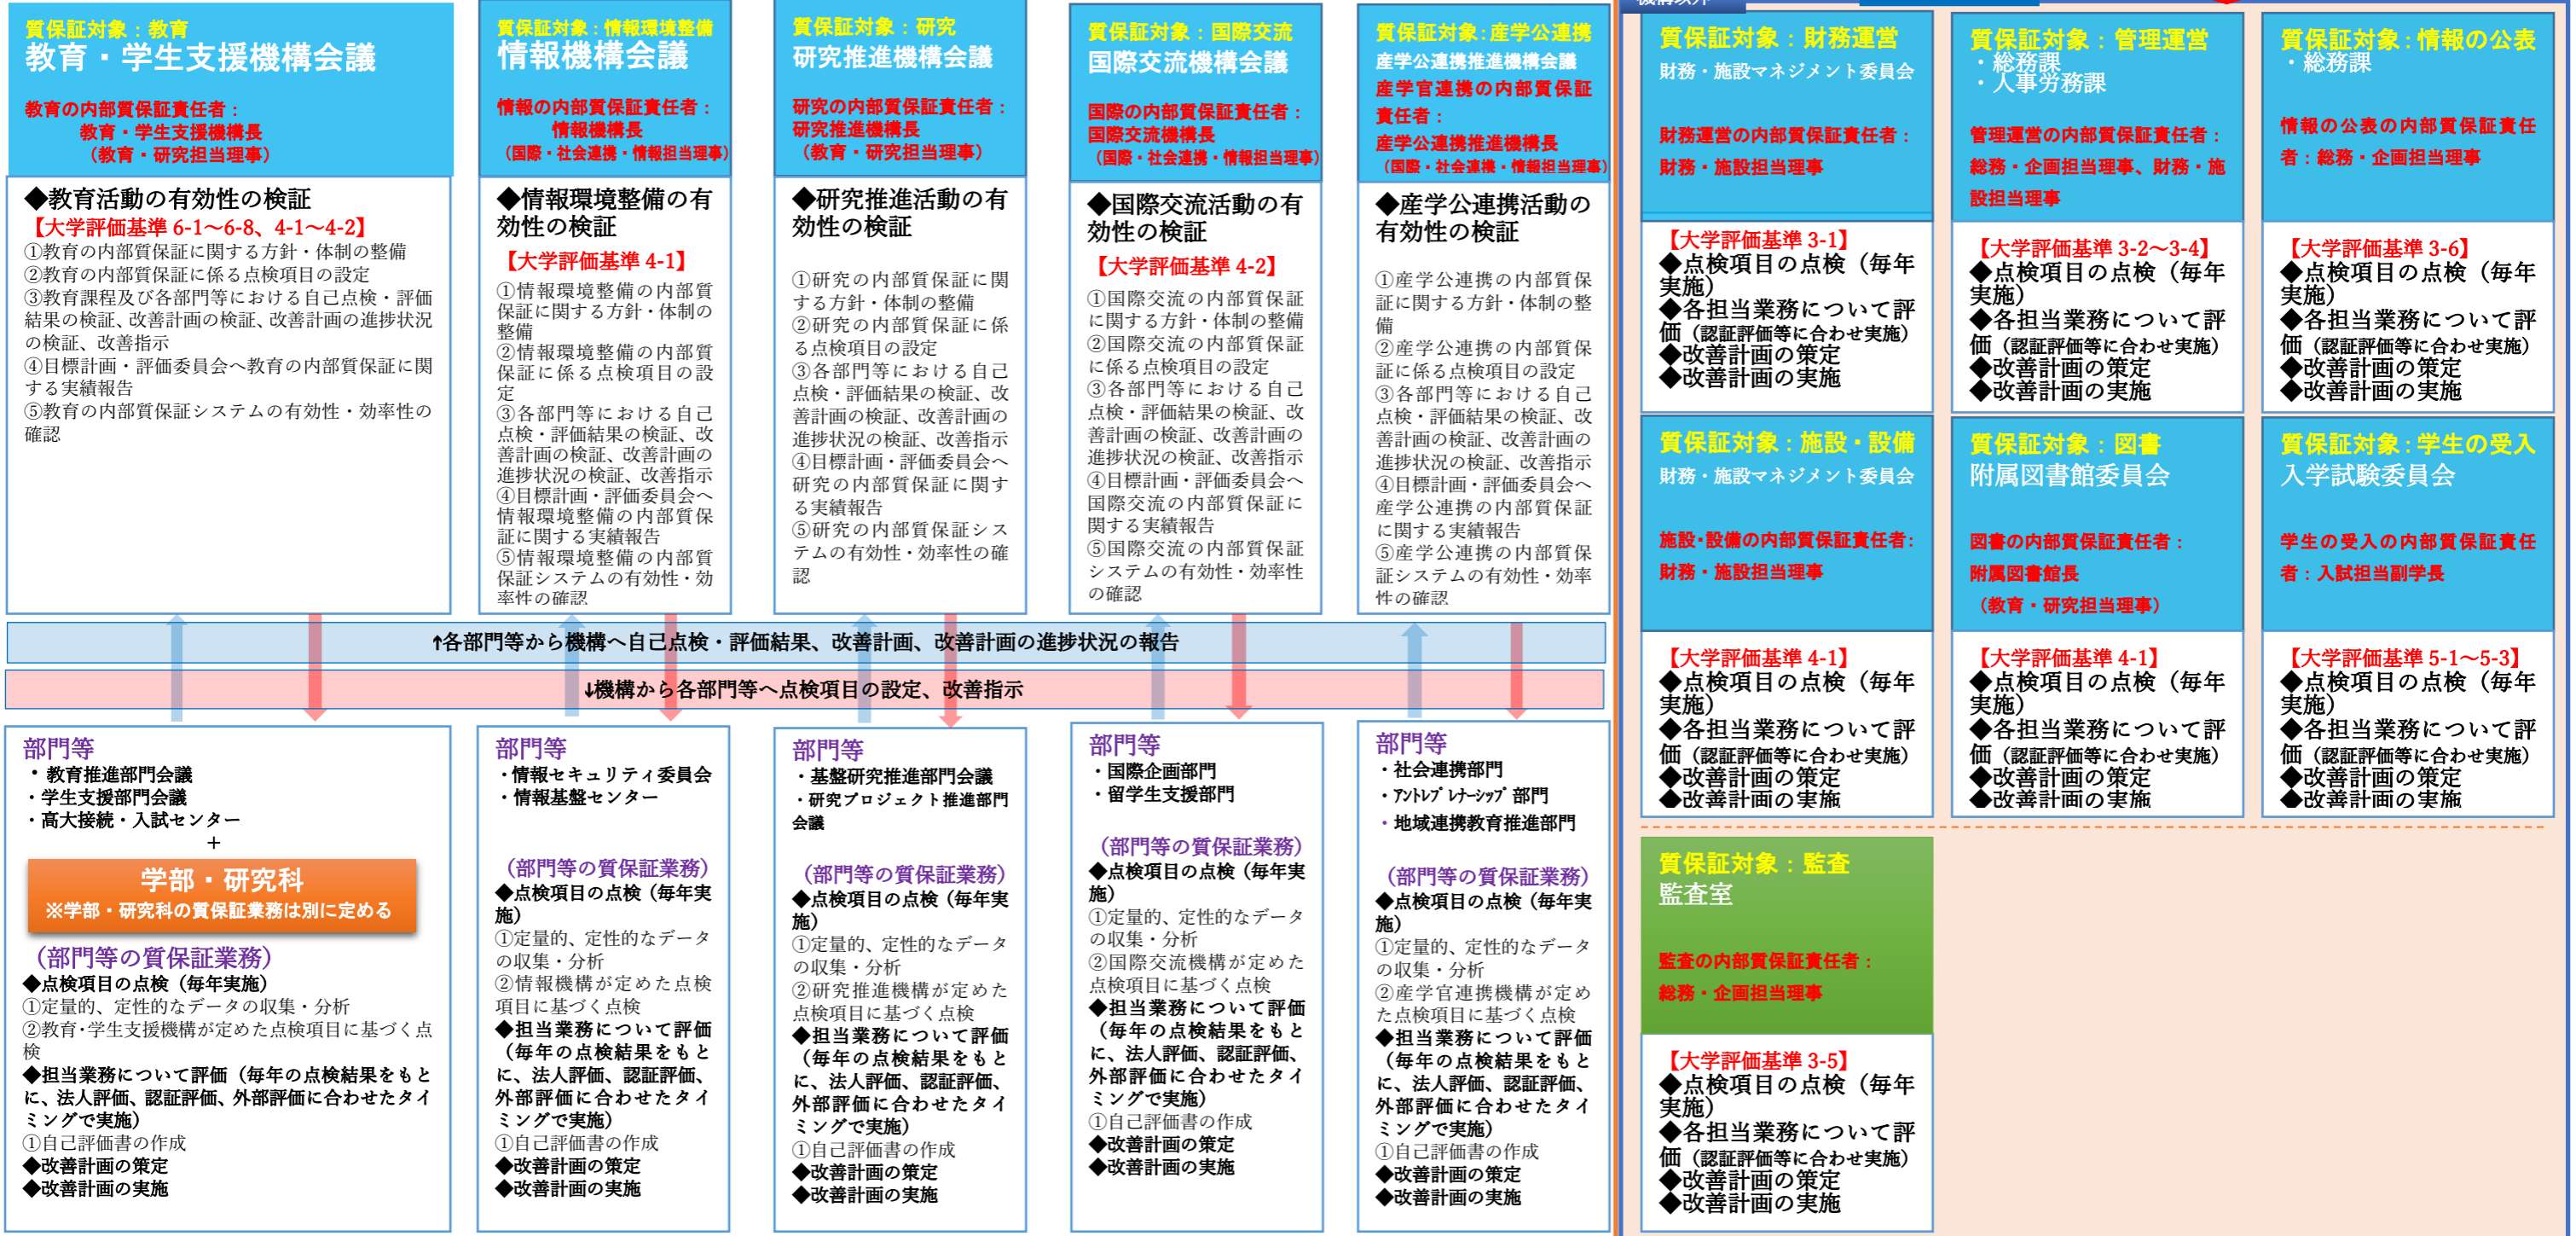 質保証対象：教育
教育・学生支援機構会議
教育の内部質保証責任者：
教育・学生支援機構長
（教育・研究担当理事）
◆教育活動の有効性の検証
【大学評価基準 6-1～6-8、4-1～4-2】
①教育の内部質保証に関する方針・体制の整備
②教育の内部質保証に係る点検項目の設定
③教育課程及び各部門等における自己点検・評価
結果の検証、改善計画の検証、改善計画の進捗状況
の検証、改善指示
④目標計画・評価委員会へ教育の内部質保証に関
する実績報告
⑤教育の内部質保証システムの有効性・効率性の
確認
質保証対象：情報環境整備
情報機構会議
情報の内部質保証責任者：
情報機構長
（国際・社会連携・情報担当理事）
◆情報環境整備の有
効性の検証
【大学評価基準 4-1】
①情報環境整備の内部質
保証に関する方針・体制の
整備
②情報環境整備の内部質
保証に係る点検項目の設
定
③各部門等における自己
点検・評価結果の検証、改
善計画の検証、改善計画の
進捗状況の検証、改善指示
④目標計画・評価委員会へ
情報環境整備の内部質保
証に関する実績報告
⑤情報環境整備の内部質
保証システムの有効性・効
率性の確認
質保証対象：研究
研究推進機構会議
研究の内部質保証責任者：
研究推進機構長
（教育・研究担当理事）
◆研究推進活動の有
効性の検証
①研究の内部質保証に関
する方針・体制の整備
②研究の内部質保証に係
る点検項目の設定
③各部門等における自己
点検・評価結果の検証、改
善計画の検証、改善計画の
進捗状況の検証、改善指示
④目標計画・評価委員会へ
研究の内部質保証に関す
る実績報告
⑤研究の内部質保証シス
テムの有効性・効率性の確
認
質保証対象：国際交流
国際交流機構会議
国際の内部質保証責任者：
国際交流機構長
（国際・社会連携・情報担当理事）
◆国際交流活動の有
効性の検証
【大学評価基準 4-2】
①国際交流の内部質保証
に関する方針・体制の整備
②国際交流の内部質保証
に係る点検項目の設定
③各部門等における自己
点検・評価結果の検証、改
善計画の検証、改善計画の
進捗状況の検証、改善指示
④目標計画・評価委員会へ
国際交流の内部質保証に
関する実績報告
⑤国際交流の内部質保証
システムの有効性・効率性
の確認
質保証対象：産学公連携
産学公連携推進機構会議
産学官連携の内部質保証
責任者：
産学公連携推進機構長
（国際・社会連携・情報担当理事）
◆産学公連携活動の
有効性の検証
①産学公連携の内部質保
証に関する方針・体制の整
備
②産学公連携の内部質保
証に係る点検項目の設定
③各部門等における自己
点検・評価結果の検証、改
善計画の検証、改善計画の
進捗状況の検証、改善指示
④目標計画・評価委員会へ
産学公連携の内部質保証
に関する実績報告
⑤産学公連携の内部質保
証システムの有効性・効率
性の確認
↑各部門等から機構へ自己点検・評価結果、改善計画、改善計画の進捗状況の報告
↓機構から各部門等へ点検項目の設定、改善指示
部門等
・教育推進部門会議
・学生支援部門会議
・高大接続・入試センター
＋
学部・研究科
※学部・研究科の質保証業務は別に定める
（部門等の質保証業務）
◆点検項目の点検（毎年実施）
①定量的、定性的なデータの収集・分析
②教育・学生支援機構が定めた点検項目に基づく点
検
◆担当業務について評価（毎年の点検結果をもと
に、法人評価、認証評価、外部評価に合わせたタイ
ミングで実施）
①自己評価書の作成
◆改善計画の策定
◆改善計画の実施
部門等
・情報セキュリティ委員会
・情報基盤センター
（部門等の質保証業務）
◆点検項目の点検（毎年実
施）
①定量的、定性的なデータ
の収集・分析
②情報機構が定めた点検
項目に基づく点検
◆担当業務について評価
（毎年の点検結果をもと
に、法人評価、認証評価、
外部評価に合わせたタイ
ミングで実施）
①自己評価書の作成
◆改善計画の策定
◆改善計画の実施
部門等
・基盤研究推進部門会議
・研究プロジェクト推進部門
会議
（部門等の質保証業務）
◆点検項目の点検（毎年実
施）
①定量的、定性的なデータ
の収集・分析
②研究推進機構が定めた
点検項目に基づく点検
◆担当業務について評価
（毎年の点検結果をもと
に、法人評価、認証評価、
外部評価に合わせたタイ
ミングで実施）
①自己評価書の作成
◆改善計画の策定
◆改善計画の実施
部門等
・国際企画部門
・留学生支援部門
（部門等の質保証業務）
◆点検項目の点検（毎年実
施）
①定量的、定性的なデータ
の収集・分析
②国際交流機構が定めた
点検項目に基づく点検
◆担当業務について評価
（毎年の点検結果をもと
に、法人評価、認証評価、
外部評価に合わせたタイ
ミングで実施）
①自己評価書の作成
◆改善計画の策定
◆改善計画の実施
部門等
・社会連携部門
・ｱﾝﾄﾚﾌﾟﾚﾅｰｼｯﾌﾟ部門
・地域連携教育推進部門
（部門等の質保証業務）
◆点検項目の点検（毎年実
施）
①定量的、定性的なデータ
の収集・分析
②産学官連携機構が定め
た点検項目に基づく点検
◆担当業務について評価
（毎年の点検結果をもと
に、法人評価、認証評価、
外部評価に合わせたタイ
ミングで実施）
①自己評価書の作成
◆改善計画の策定
◆改善計画の実施
機構以外
質保証対象：財務運営
財務・施設マネジメント委員会
財務運営の内部質保証責任者：
財務・施設担当理事
【大学評価基準 3-1】
◆点検項目の点検（毎年
実施）
◆各担当業務について評
価（認証評価等に合わせ実施）
◆改善計画の策定
◆改善計画の実施
質保証対象：管理運営
・総務課
・人事労務課
管理運営の内部質保証責任者：
総務・企画担当理事、財務・施
設担当理事
【大学評価基準 3-2～3-4】
◆点検項目の点検（毎年
実施）
◆各担当業務について評
価（認証評価等に合わせ実施）
◆改善計画の策定
◆改善計画の実施
質保証対象：情報の公表
・総務課
情報の公表の内部質保証責任
者：総務・企画担当理事
【大学評価基準 3-6】
◆点検項目の点検（毎年
実施）
◆各担当業務について評
価（認証評価等に合わせ実施）
◆改善計画の策定
◆改善計画の実施
質保証対象：施設・設備
財務・施設マネジメント委員会
施設・設備の内部質保証責任者：
財務・施設担当理事
【大学評価基準 4-1】
◆点検項目の点検（毎年
実施）
◆各担当業務について評
価（認証評価等に合わせ実施）
◆改善計画の策定
◆改善計画の実施
質保証対象：図書
附属図書館委員会
図書の内部質保証責任者：
附属図書館長
（教育・研究担当理事）
【大学評価基準 4-1】
◆点検項目の点検（毎年
実施）
◆各担当業務について評
価（認証評価等に合わせ実施）
◆改善計画の策定
◆改善計画の実施
質保証対象：学生の受入
入学試験委員会
学生の受入の内部質保証責任
者：入試担当副学長
【大学評価基準 5-1～5-3】
◆点検項目の点検（毎年
実施）
◆各担当業務について評
価（認証評価等に合わせ実施）
◆改善計画の策定
◆改善計画の実施
質保証対象：監査
監査室
監査の内部質保証責任者：
総務・企画担当理事
【大学評価基準 3-5】
◆点検項目の点検（毎年
実施）
◆各担当業務について評
価（認証評価等に合わせ実施）
◆改善計画の策定
◆改善計画の実施